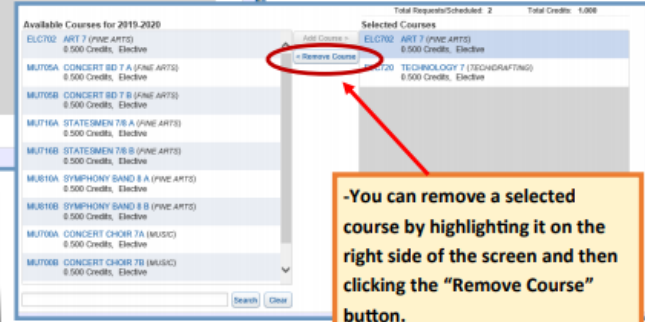 Total Requests/Scheduled: 2 Total Credits: 1.000
Available Courses for 2019-2020
Selected Courses
ELC702 ART 7 (FINE ARTS)
0.500 Credits, Elective
MU705A CONCERT BD 7 A (FINE ARTS)
0.500 Credits, Elective
MU705B CONCERT BD 7 B (FINE ARTS)
0.500 Credits, Elective
MU716A STATESMEN 7/8 A (FINE ARTS)
0.500 Credits, Elective
MU716B STATESMEN 7/8 B (FINE ARTS)
0.500 Credits, Elective
MU810A SYMPHONY BAND 8 A (FINE ARTS)
0.500 Credits, Elective
MU810B SYMPHONY BAND 8 B (FINE ARTS)
0.500 Credits, Elective
MU700A CONCERT CHOIR 7A (MUSIC)
0.500 Credits, Elective
MU700B CONCERT CHOIR 7B (MUSIC)
0.500 Credits, Elective
Search Clear
Add Course >
< Remove Course
ELC702 ART 7 (FINE ARTS)
0.500 Credits, Elective
ELC720 TECHNOLOGY 7 (TECH/DRAFTING)
0.500 Credits, Elective
-You can remove a selected
course by highlighting it on the
right side of the screen and then
clicking the “Remove Course”
button.